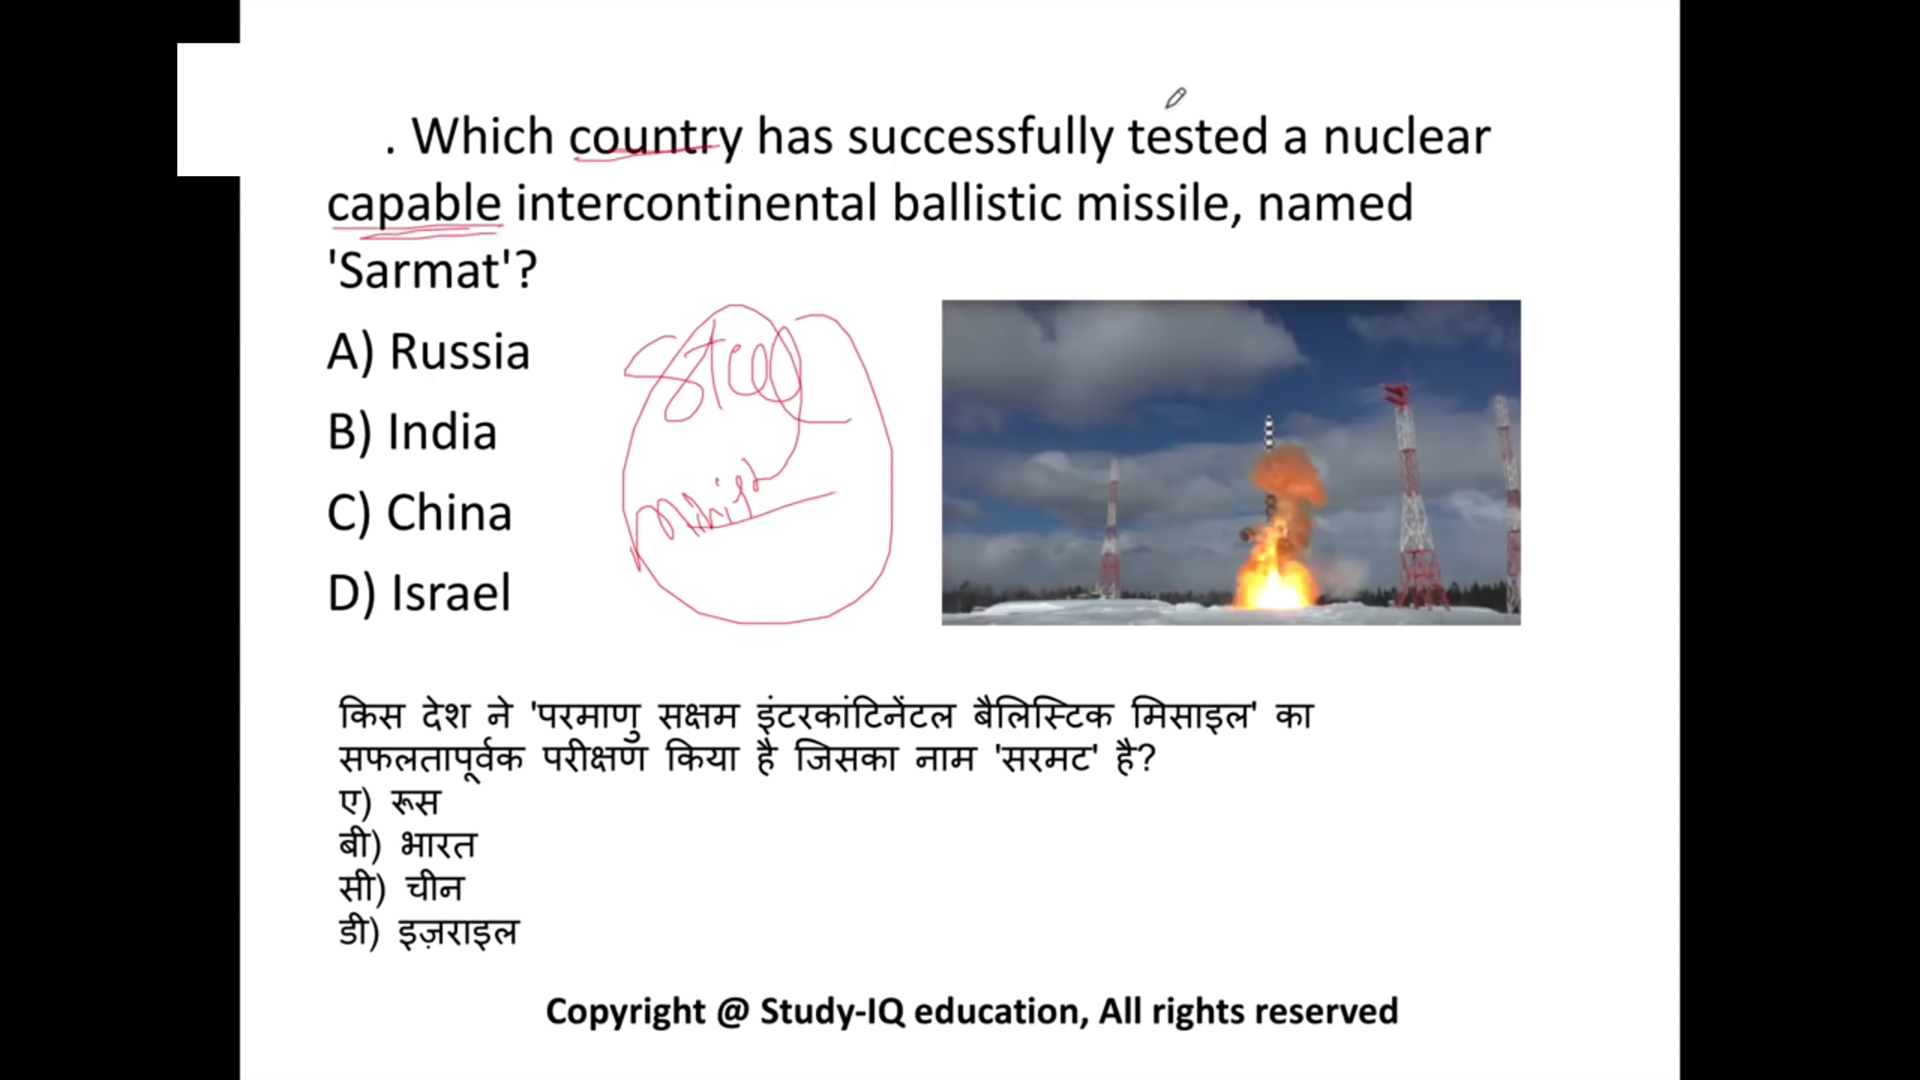 . Which country has successfully tested a nuclear
capable intercontinental ballistic missile, named
'Sarmat'?
A) Russia
B) India
C) China
D) Israel
Steel
किस देश ने 'परमाणु सक्षम इंटरकांटिनेंटल बैलिस्टिक मिसाइल' का
सफलतापूर्वक परीक्षण किया है जिसका नाम 'सरमट' है?
ए) रूस
बी) भारत
सी) चीन
डी) इज़राइल
Copyright @ Study-IQ education, All rights reserved